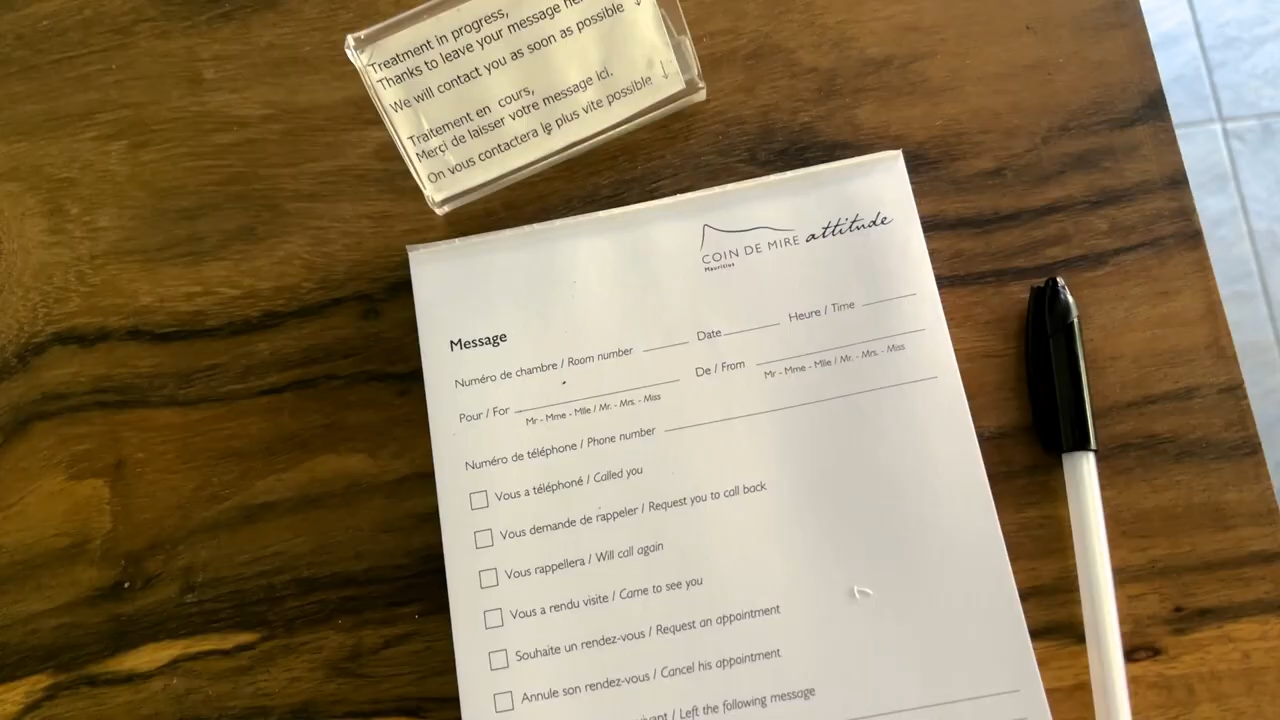 Treatment in progress,
Thanks to leave your message
We will contact you as soon as possible ↓
Traitement en cours,
Merçi de laisser votre message ici.
On vous contactera le plus vite possible ↓
COIN DE MIRE attitude
Mauritius
Message
Numéro de chambre / Room number Date Heure / Time
Pour / For De / From
Mr - Mme - Mlle / Mr. - Mrs. - Miss Mr - Mme - Mlle / Mr. - Mrs. - Miss
Numéro de téléphone / Phone number
Vous a téléphoné / Called you
Vous demande de rappeler / Request you to call back
Vous rappellera / Will call again
Vous a rendu visite / Came to see you
Souhaite un rendez-vous / Request an appointment
Annule son rendez-vous / Cancel his appointment
/ Left the following message